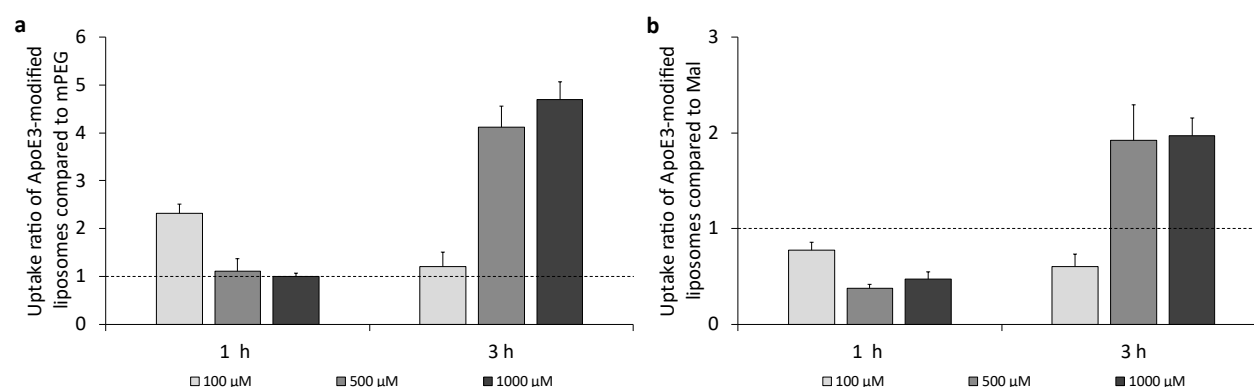 a
Uptake ratio of ApoE3-modified
liposomes compared to mPEG
6
5
4
3
2
1
0
1 h
3 h
100 µM
500 µM
1000 µM
b
Uptake ratio of ApoE3-modified
liposomes compared to Mal
3
2
1
0
1 h
3 h
100 µM
500 µM
1000 µM